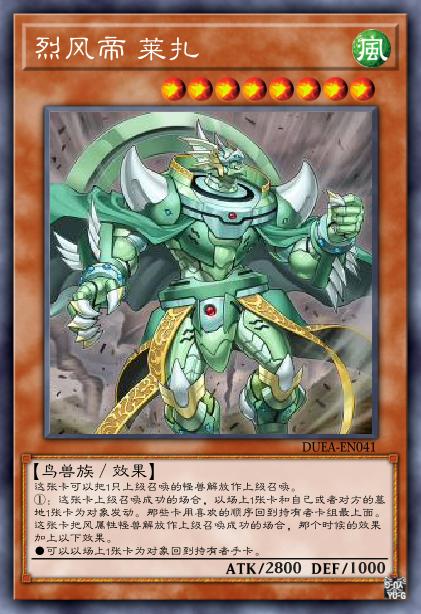 烈风帝 莱扎
風
DUEA-EN041
【鸟兽族／效果】
这张卡可以把1只上级召唤的怪兽解放作上级召唤。
①：这张卡上级召唤成功的场合，以场上1张卡和自己或者对方的墓
地1张卡为对象发动。那些卡用喜欢的顺序回到持有者卡组最上面。
这张卡把风属性怪兽解放作上级召唤成功的场合，那个时候的效果
加上以下效果。
●可以以场上1张卡为对象回到持有者手卡。
ATK/2800 DEF/1000